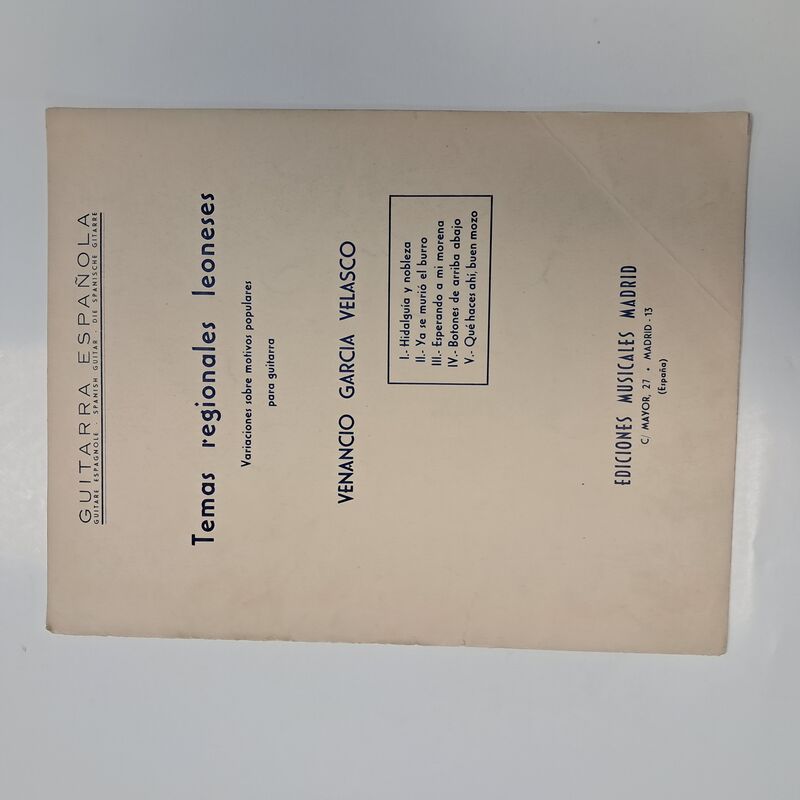 GUITARRA ESPAÑOLA
GUITARE ESPAGNOLE · SPANISH GUITAR · DIE SPANISCHE GITARRE
Temas regionales leoneses
Variaciones sobre motivos populares
para guitarra
VENANCIO GARCIA VELASCO
I.- Hidalguía y nobleza
II.- Ya se murió el burro
III.- Esperando a mi morena
IV.- Botones de arriba abajo
V.- Qué haces ahí, buen mozo
EDICIONES MUSICALES MADRID
C/ MAYOR, 27 • MADRID - 13
(España)